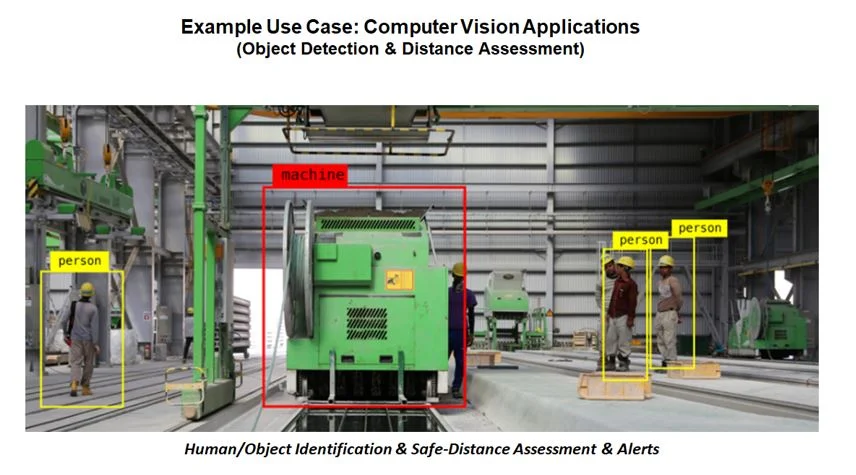 Example Use Case: Computer Vision Applications
(Object Detection & Distance Assessment)
machine
person
person
person
Human/Object Identification & Safe-Distance Assessment & Alerts